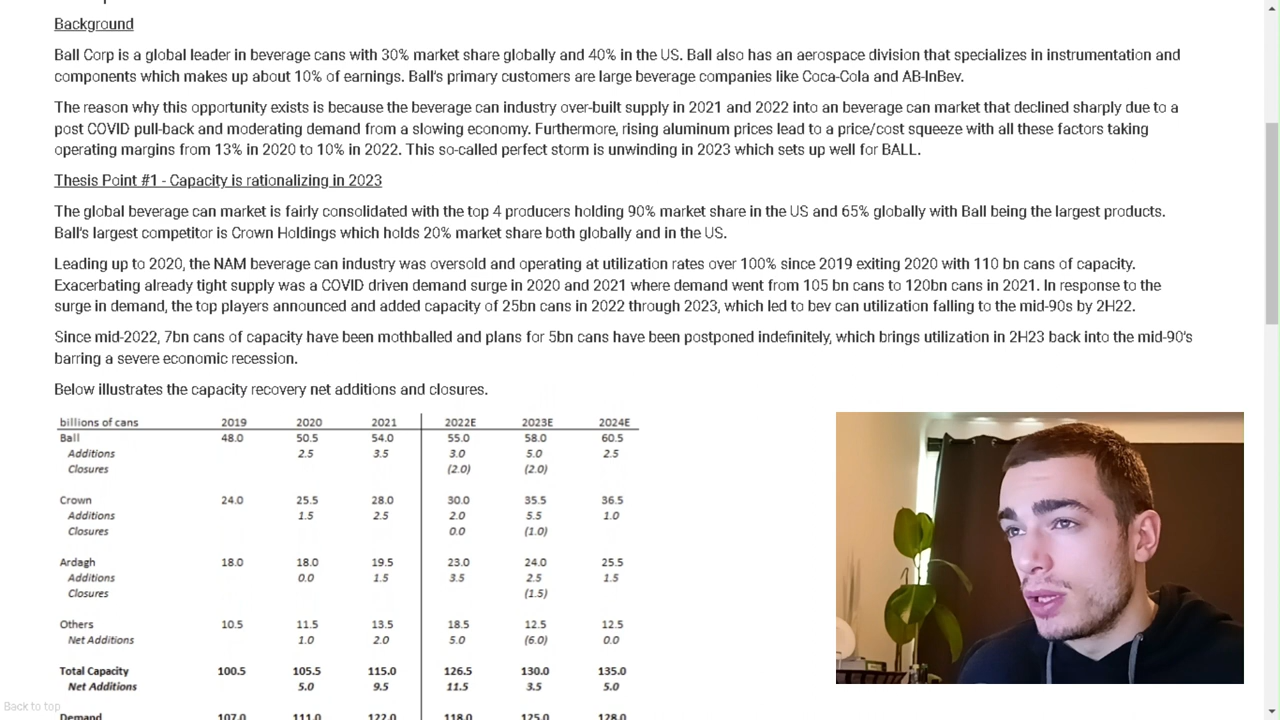 Background
Ball Corp is a global leader in beverage cans with 30% market share globally and 40% in the US. Ball also has an aerospace division that specializes in instrumentation and
components which makes up about 10% of earnings. Ball's primary customers are large beverage companies like Coca-Cola and AB-InBev.
The reason why this opportunity exists is because the beverage can industry over-built supply in 2021 and 2022 into an beverage can market that declined sharply due to a
post COVID pull-back and moderating demand from a slowing economy. Furthermore, rising aluminum prices lead to a price/cost squeeze with all these factors taking
operating margins from 13% in 2020 to 10% in 2022. This so-called perfect storm is unwinding in 2023 which sets up well for BALL.
Thesis Point #1 - Capacity is rationalizing in 2023
The global beverage can market is fairly consolidated with the top 4 producers holding 90% market share in the US and 65% globally with Ball being the largest products.
Ball's largest competitor is Crown Holdings which holds 20% market share both globally and in the US.
Leading up to 2020, the NAM beverage can industry was oversold and operating at utilization rates over 100% since 2019 exiting 2020 with 110 bn cans of capacity.
Exacerbating already tight supply was a COVID driven demand surge in 2020 and 2021 where demand went from 105 bn cans to 120bn cans in 2021. In response to the
surge in demand, the top players announced and added capacity of 25bn cans in 2022 through 2023, which led to bev can utilization falling to the mid-90s by 2H22.
Since mid-2022, 7bn cans of capacity have been mothballed and plans for 5bn cans have been postponed indefinitely, which brings utilization in 2H23 back into the mid-90's
barring a severe economic recession.
Below illustrates the capacity recovery net additions and closures.
billions of cans 2019 2020 2021 2022E 2023E 2024E
Ball 48.0 50.5 54.0 55.0 58.0 60.5
Additions 2.5 3.5 3.0 5.0 2.5
Closures (2.0) (2.0)
Crown 24.0 25.5 28.0 30.0 35.5 36.5
Additions 1.5 2.5 2.0 5.5 1.0
Closures 0.0 (1.0)
Ardagh 18.0 18.0 19.5 23.0 24.0 25.5
Additions 0.0 1.5 3.5 2.5 1.5
Closures (1.5)
Others 10.5 11.5 13.5 18.5 12.5 12.5
Net Additions 1.0 2.0 5.0 (6.0) 0.0
Total Capacity 100.5 105.5 115.0 126.5 130.0 135.0
Net Additions 5.0 9.5 11.5 3.5 5.0
Back to top
Demand 107.0 111.0 122.0 118.0 125.0 128.0